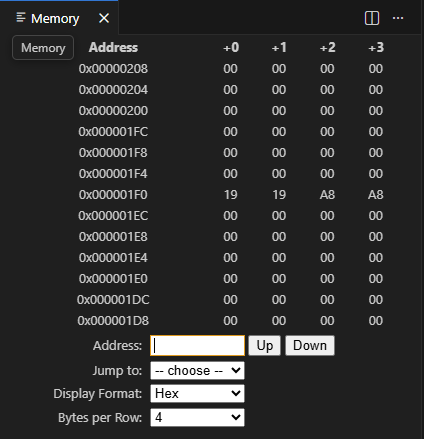 Memory
Memory
Address +0 +1 +2 +3
0x00000208 00 00 00 00
0x00000204 00 00 00 00
0x00000200 00 00 00 00
0x000001FC 00 00 00 00
0x000001F8 00 00 00 00
0x000001F4 00 00 00 00
0x000001F0 19 19 A8 A8
0x000001EC 00 00 00 00
0x000001E8 00 00 00 00
0x000001E4 00 00 00 00
0x000001E0 00 00 00 00
0x000001DC 00 00 00 00
0x000001D8 00 00 00 00
Address: Up Down
Jump to: -- choose --
Display Format: Hex
Bytes per Row: 4